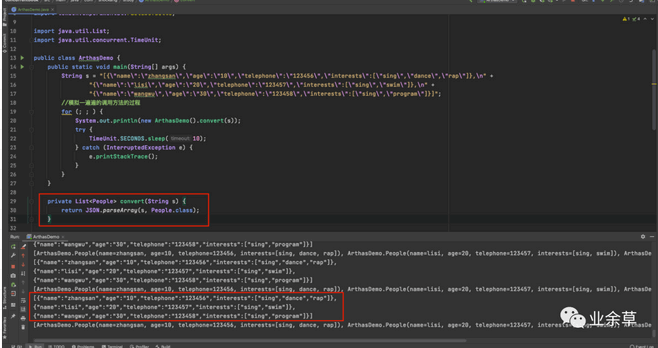 ArthasDemo.java
10
import java.util.List;
11
import java.util.concurrent.TimeUnit;
12
13 public class ArthasDemo {
14 public static void main(String[] args) {
15 String s = "[{\"name\":\"zhangsan\",\"age\":\"10\",\"telephone\":\"123456\",\"interests\":[\"sing\",\"dance\",\"rap\"]},\n" +
16 "{\"name\":\"lisi\",\"age\":\"20\",\"telephone\":\"123457\",\"interests\":[\"sing\",\"swim\"]},\n" +
17 "{\"name\":\"wangwu\",\"age\":\"30\",\"telephone\":\"123458\",\"interests\":[\"sing\",\"program\"]}]";
18 //模拟一遍遍的调用方法的过程
19 for (; ; ) {
20 System.out.println(new ArthasDemo().convert(s));
21 try {
22 TimeUnit.SECONDS.sleep( timeout: 10);
23 } catch (InterruptedException e) {
24 e.printStackTrace();
25 }
26 }
27 }
28
29 private List<People> convert(String s) {
30 return JSON.parseArray(s, People.class);
31 }
32
Run: ArthasDemo
{"name":"wangwu","age":"30","telephone":"123458","interests":["sing","program"]}]
[ArthasDemo.People(name=zhangsan, age=10, telephone=123456, interests=[sing, dance, rap]), ArthasDemo.People(name=lisi, age=20, telephone=123457, interests=[sing, swim]),
[{"name":"zhangsan","age":"10","telephone":"123456","interests":["sing","dance","rap"]},
{"name":"lisi","age":"20","telephone":"123457","interests":["sing","swim"]},
{"name":"wangwu","age":"30","telephone":"123458","interests":["sing","program"]}]
[ArthasDemo.People(name=zhangsan, age=10, telephone=123456, interests=[sing, dance, rap]), ArthasDemo.People(name=lisi, age=20, telephone=123457, interests=[sing, swim]),
[{"name":"zhangsan","age":"10","telephone":"123456","interests":["sing","dance","rap"]},
{"name":"lisi","age":"20","telephone":"123457","interests":["sing","swim"]},
{"name":"wangwu","age":"30","telephone":"123458","interests":["sing","program"]}]
[ArthasDemo.People(name=zhangsan, age=10, telephone=123456, interests=[sing, dance, rap]), ArthasDemo.People(name=lisi, age=20, telephone=123457,
业余草